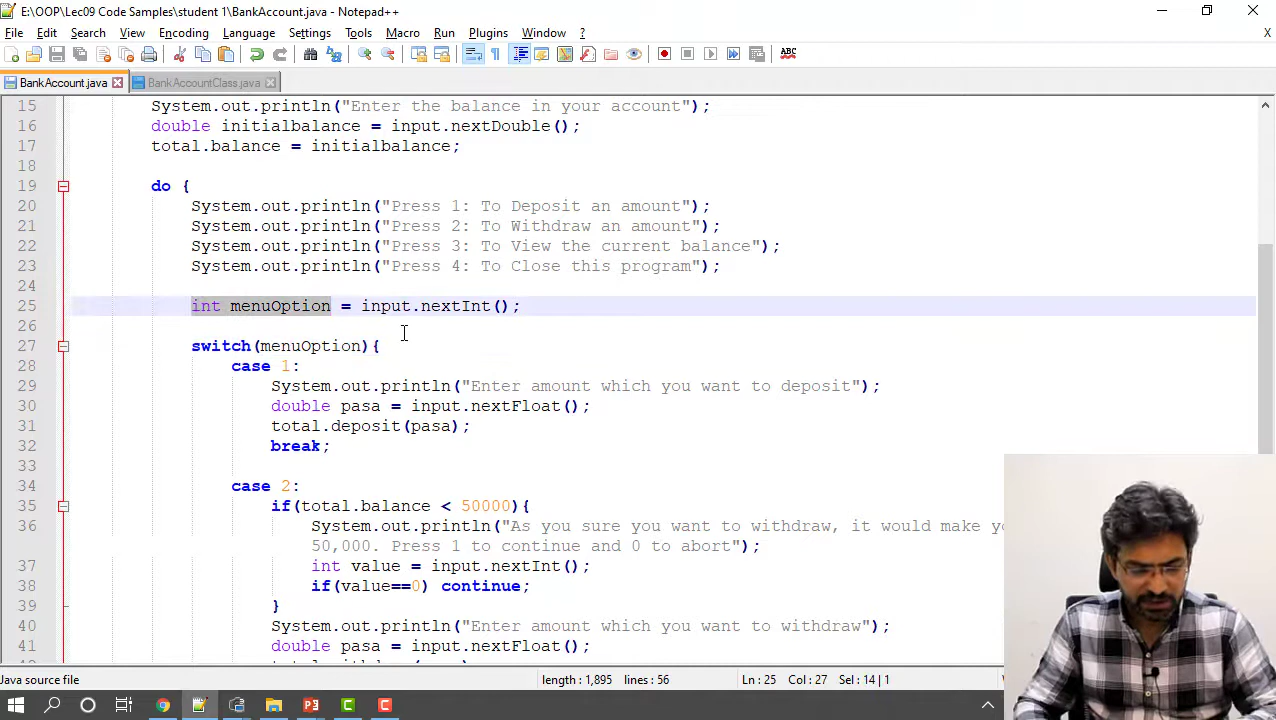 E:\OOP\Lec09 Code Samples\student 1\BankAccount.java - Notepad++
File Edit Search View Encoding Language Settings Tools Macro Run Plugins Window ? X
ABC
BankAccount.java BankAccountClass.java
15 System.out.println("Enter the balance in your account");
16 double initialbalance = input.nextDouble();
17 total.balance = initialbalance;
18
19 do {
20 System.out.println("Press 1: To Deposit an amount");
21 System.out.println("Press 2: To Withdraw an amount");
22 System.out.println("Press 3: To View the current balance");
23 System.out.println("Press 4: To Close this program");
24
25 int menuOption = input.nextInt();
26
27 switch(menuOption){
28 case 1:
29 System.out.println("Enter amount which you want to deposit");
30 double pasa = input.nextFloat();
31 total.deposit(pasa);
32 break;
33
34 case 2:
35 if(total.balance < 50000){
36 System.out.println("As you sure you want to withdraw, it would make
50,000. Press 1 to continue and 0 to abort");
37 int value = input.nextInt();
38 if(value==0) continue;
39 }
40 System.out.println("Enter amount which you want to withdraw");
41 double pasa = input.nextFloat();
Java source file length : 1,895 lines : 56 Ln : 25 Col : 27 Sel : 14 | 1